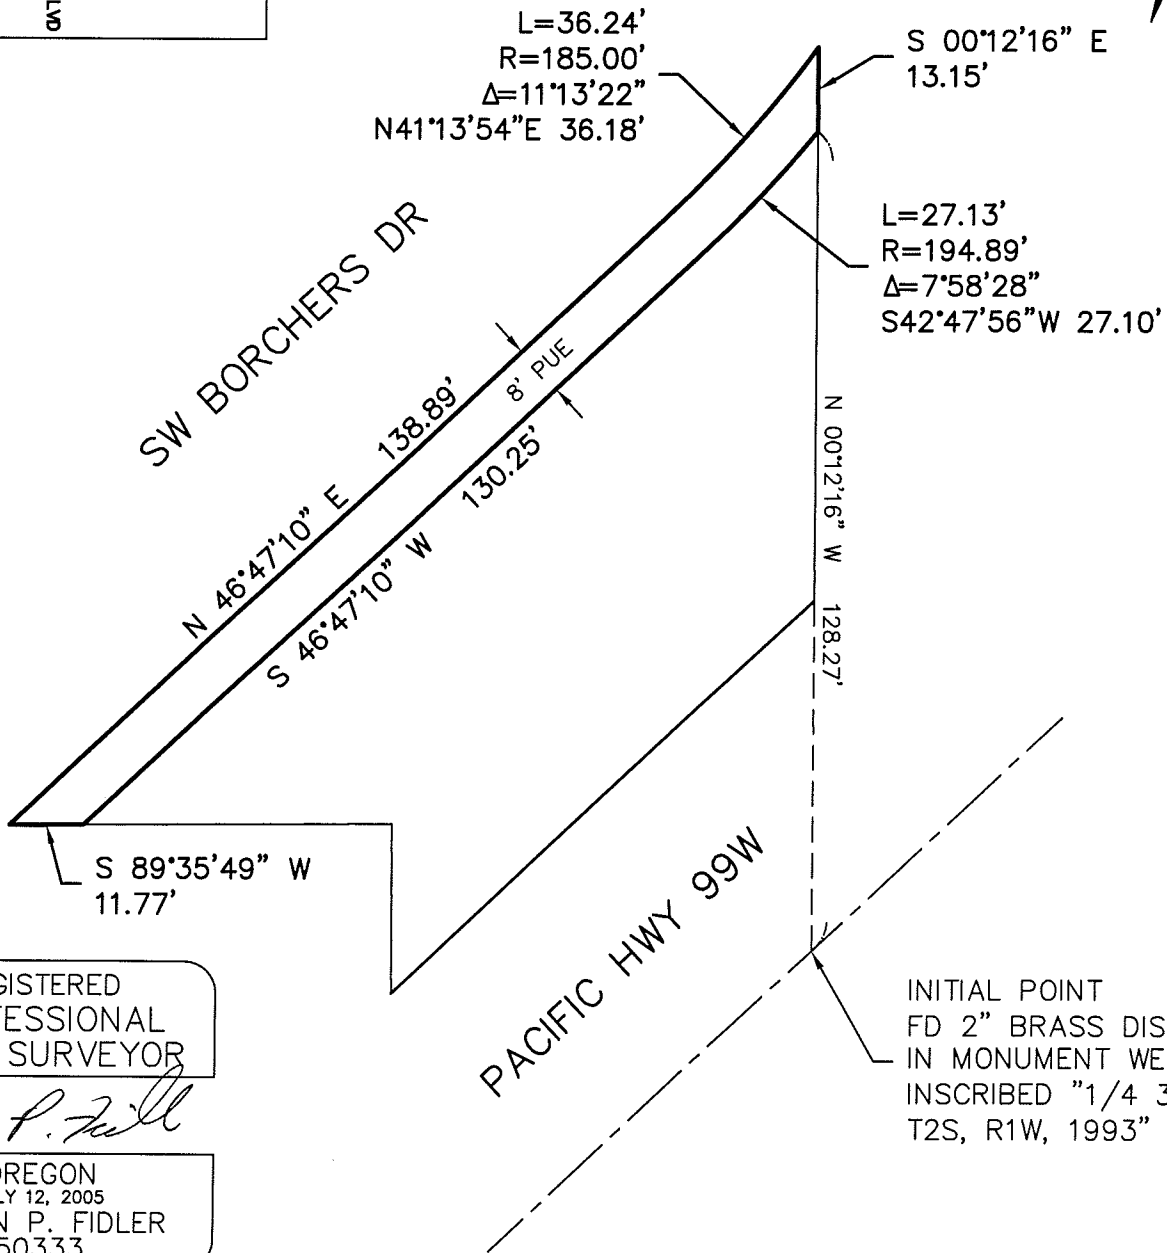 L=36.24'
R=185.00'
Δ=11°13'22"
N41°13'54"E 36.18'
S 00°12'16" E
13.15'
L=27.13'
R=194.89'
Δ=7°58'28"
S42°47'56"W 27.10'
SW BORCHERS DR
8' PUE
N 46°47'10" E 138.89'
S 46°47'10" W 130.25'
N 00°12'16" W 128.27'
S 89°35'49" W
11.77'
PACIFIC HWY 99W
INITIAL POINT
FD 2" BRASS DIS
IN MONUMENT WE
INSCRIBED "1/4 3
T2S, R1W, 1993"
GISTERED
ESSIONAL
SURVEYOR
OREGON
LY 12, 2005
N P. FIDLER
50333